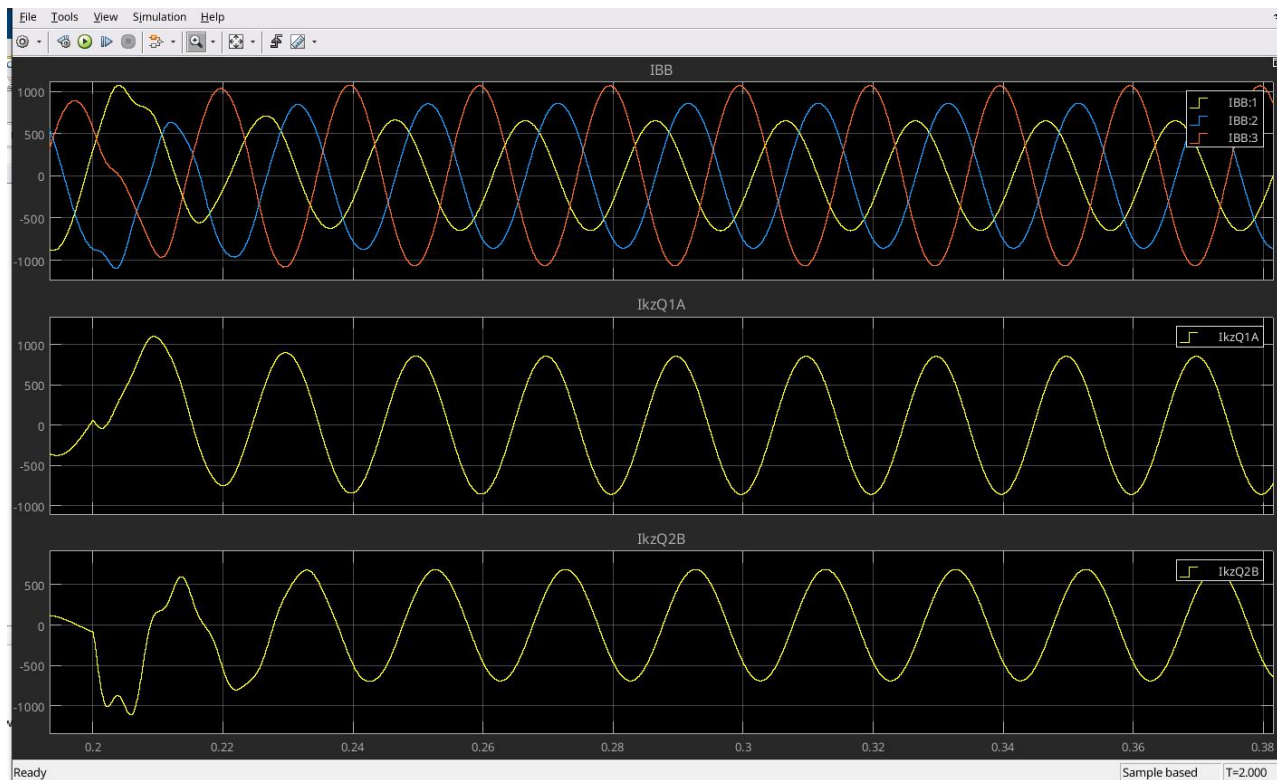 File Tools View Simulation Help
IBB
1000
500
0
-500
-1000
IBB:1
IBB:2
IBB:3
IkzQ1A
1000
500
0
-500
-1000
IkzQ1A
IkzQ2B
500
0
-500
-1000
IkzQ2B
0.2 0.22 0.24 0.26 0.28 0.3 0.32 0.34 0.36 0.38
Ready Sample based T=2.000